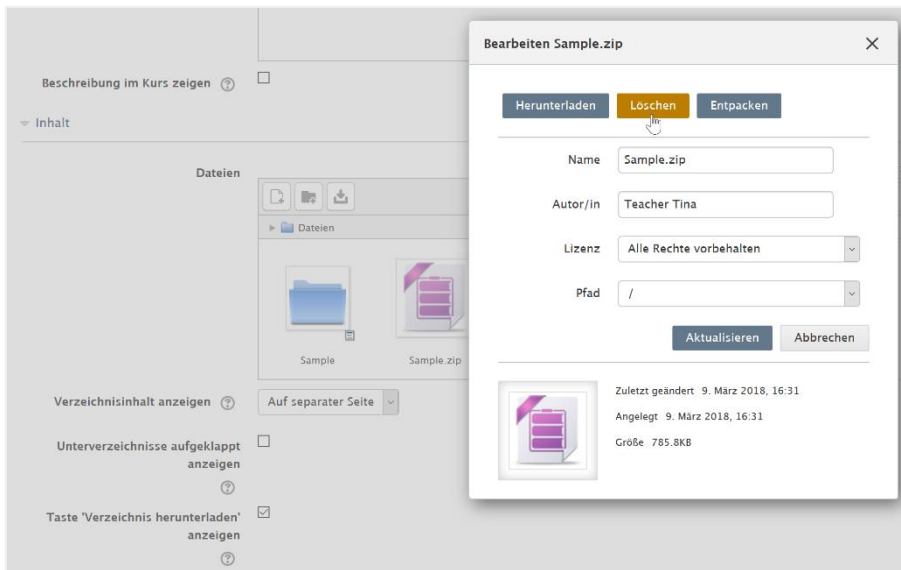 Beschreibung im Kurs zeigen
Inhalt
Dateien
Dateien
Sample
Sample.zip
Verzeichnisinhalt anzeigen
Auf separater Seite
Unterverzeichnisse aufgeklappt
anzeigen
Taste 'Verzeichnis herunterladen'
anzeigen
Bearbeiten Sample.zip
Herunterladen Löschen Entpacken
Name Sample.zip
Autor/in Teacher Tina
Lizenz Alle Rechte vorbehalten
Pfad /
Aktualisieren Abbrechen
Zuletzt geändert 9. März 2018, 16:31
Angelegt 9. März 2018, 16:31
Größe 785.8KB